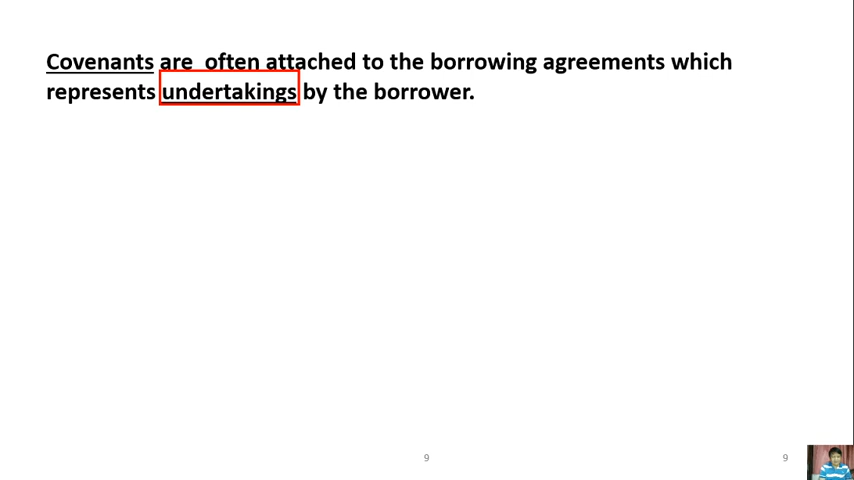 Covenants are  often attached to the borrowing agreements which
represents undertakings by the borrower.
9
9